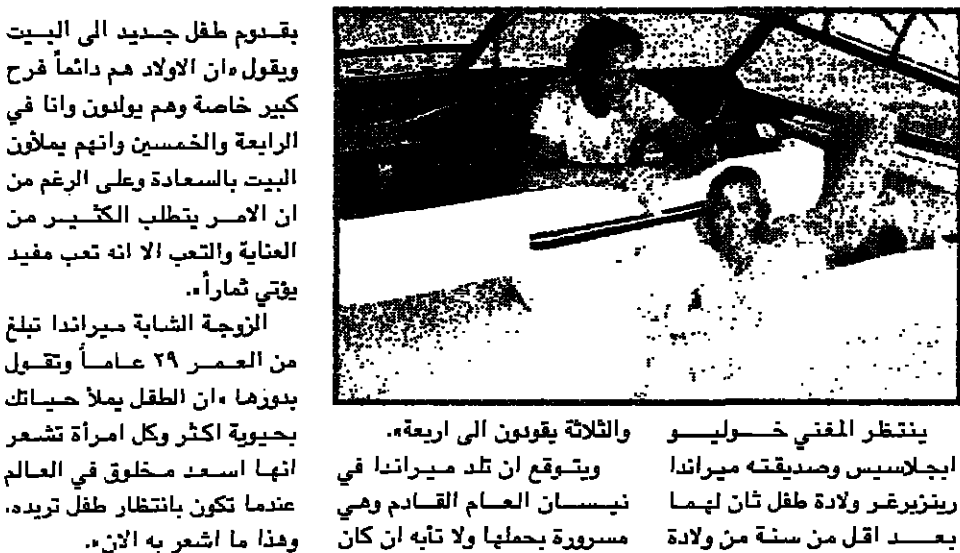 ينتظر المغني خوليو
ايجلاسيس وصديقته ميراندا
رينزبرغر ولادة طفل ثان لهما
بعد اقل من سنة من ولادة
والثلاثة يقودون الى اربعة».
ويتوقع ان تلد ميراندا في
نيسان العام القادم وهي
مسرورة بحملها ولا تأبه ان كان
بقدوم طفل جديد الى البيت
ويقول «ان الاولاد هم دائماً فرح
كبير خاصة وهم يولدون وانا في
الرابعة والخمسين وانهم يملأون
البيت بالسعادة وعلى الرغم من
ان الامر يتطلب الكثير من
العناية والتعب الا انه تعب مفيد
يؤتي ثماراً».
الزوجة الشابة ميراندا تبلغ
من العمر ٢٩ عاماً وتقول
بدورها «ان الطفل يملأ حياتك
بحيوية اكثر وكل امرأة تشعر
انها اسعد مخلوق في العالم
عندما تكون بانتظار طفل تريده،
وهذا ما اشعر به الان».